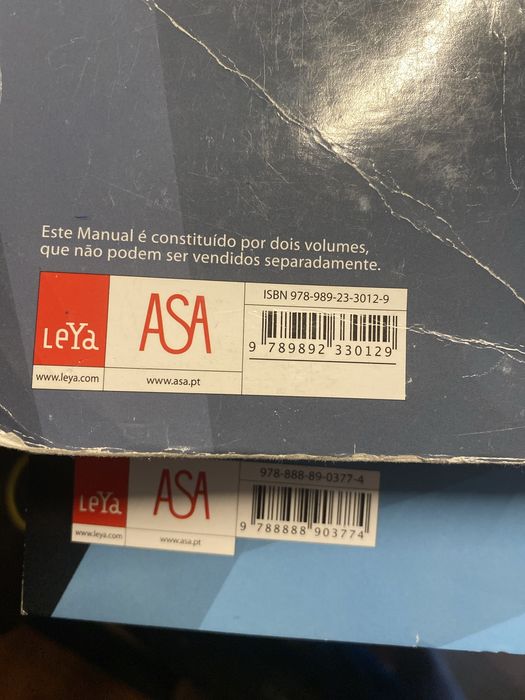 Este Manual é constituído por dois volumes,
que não podem ser vendidos separadamente.
LeYa
www.leya.com
ASA
www.asa.pt
ISBN 978-989-23-3012-9
9 789892 330129
LeYa
www.leya.com
ASA
www.asa.pt
978-888-89-0377-4
9 788888 903774